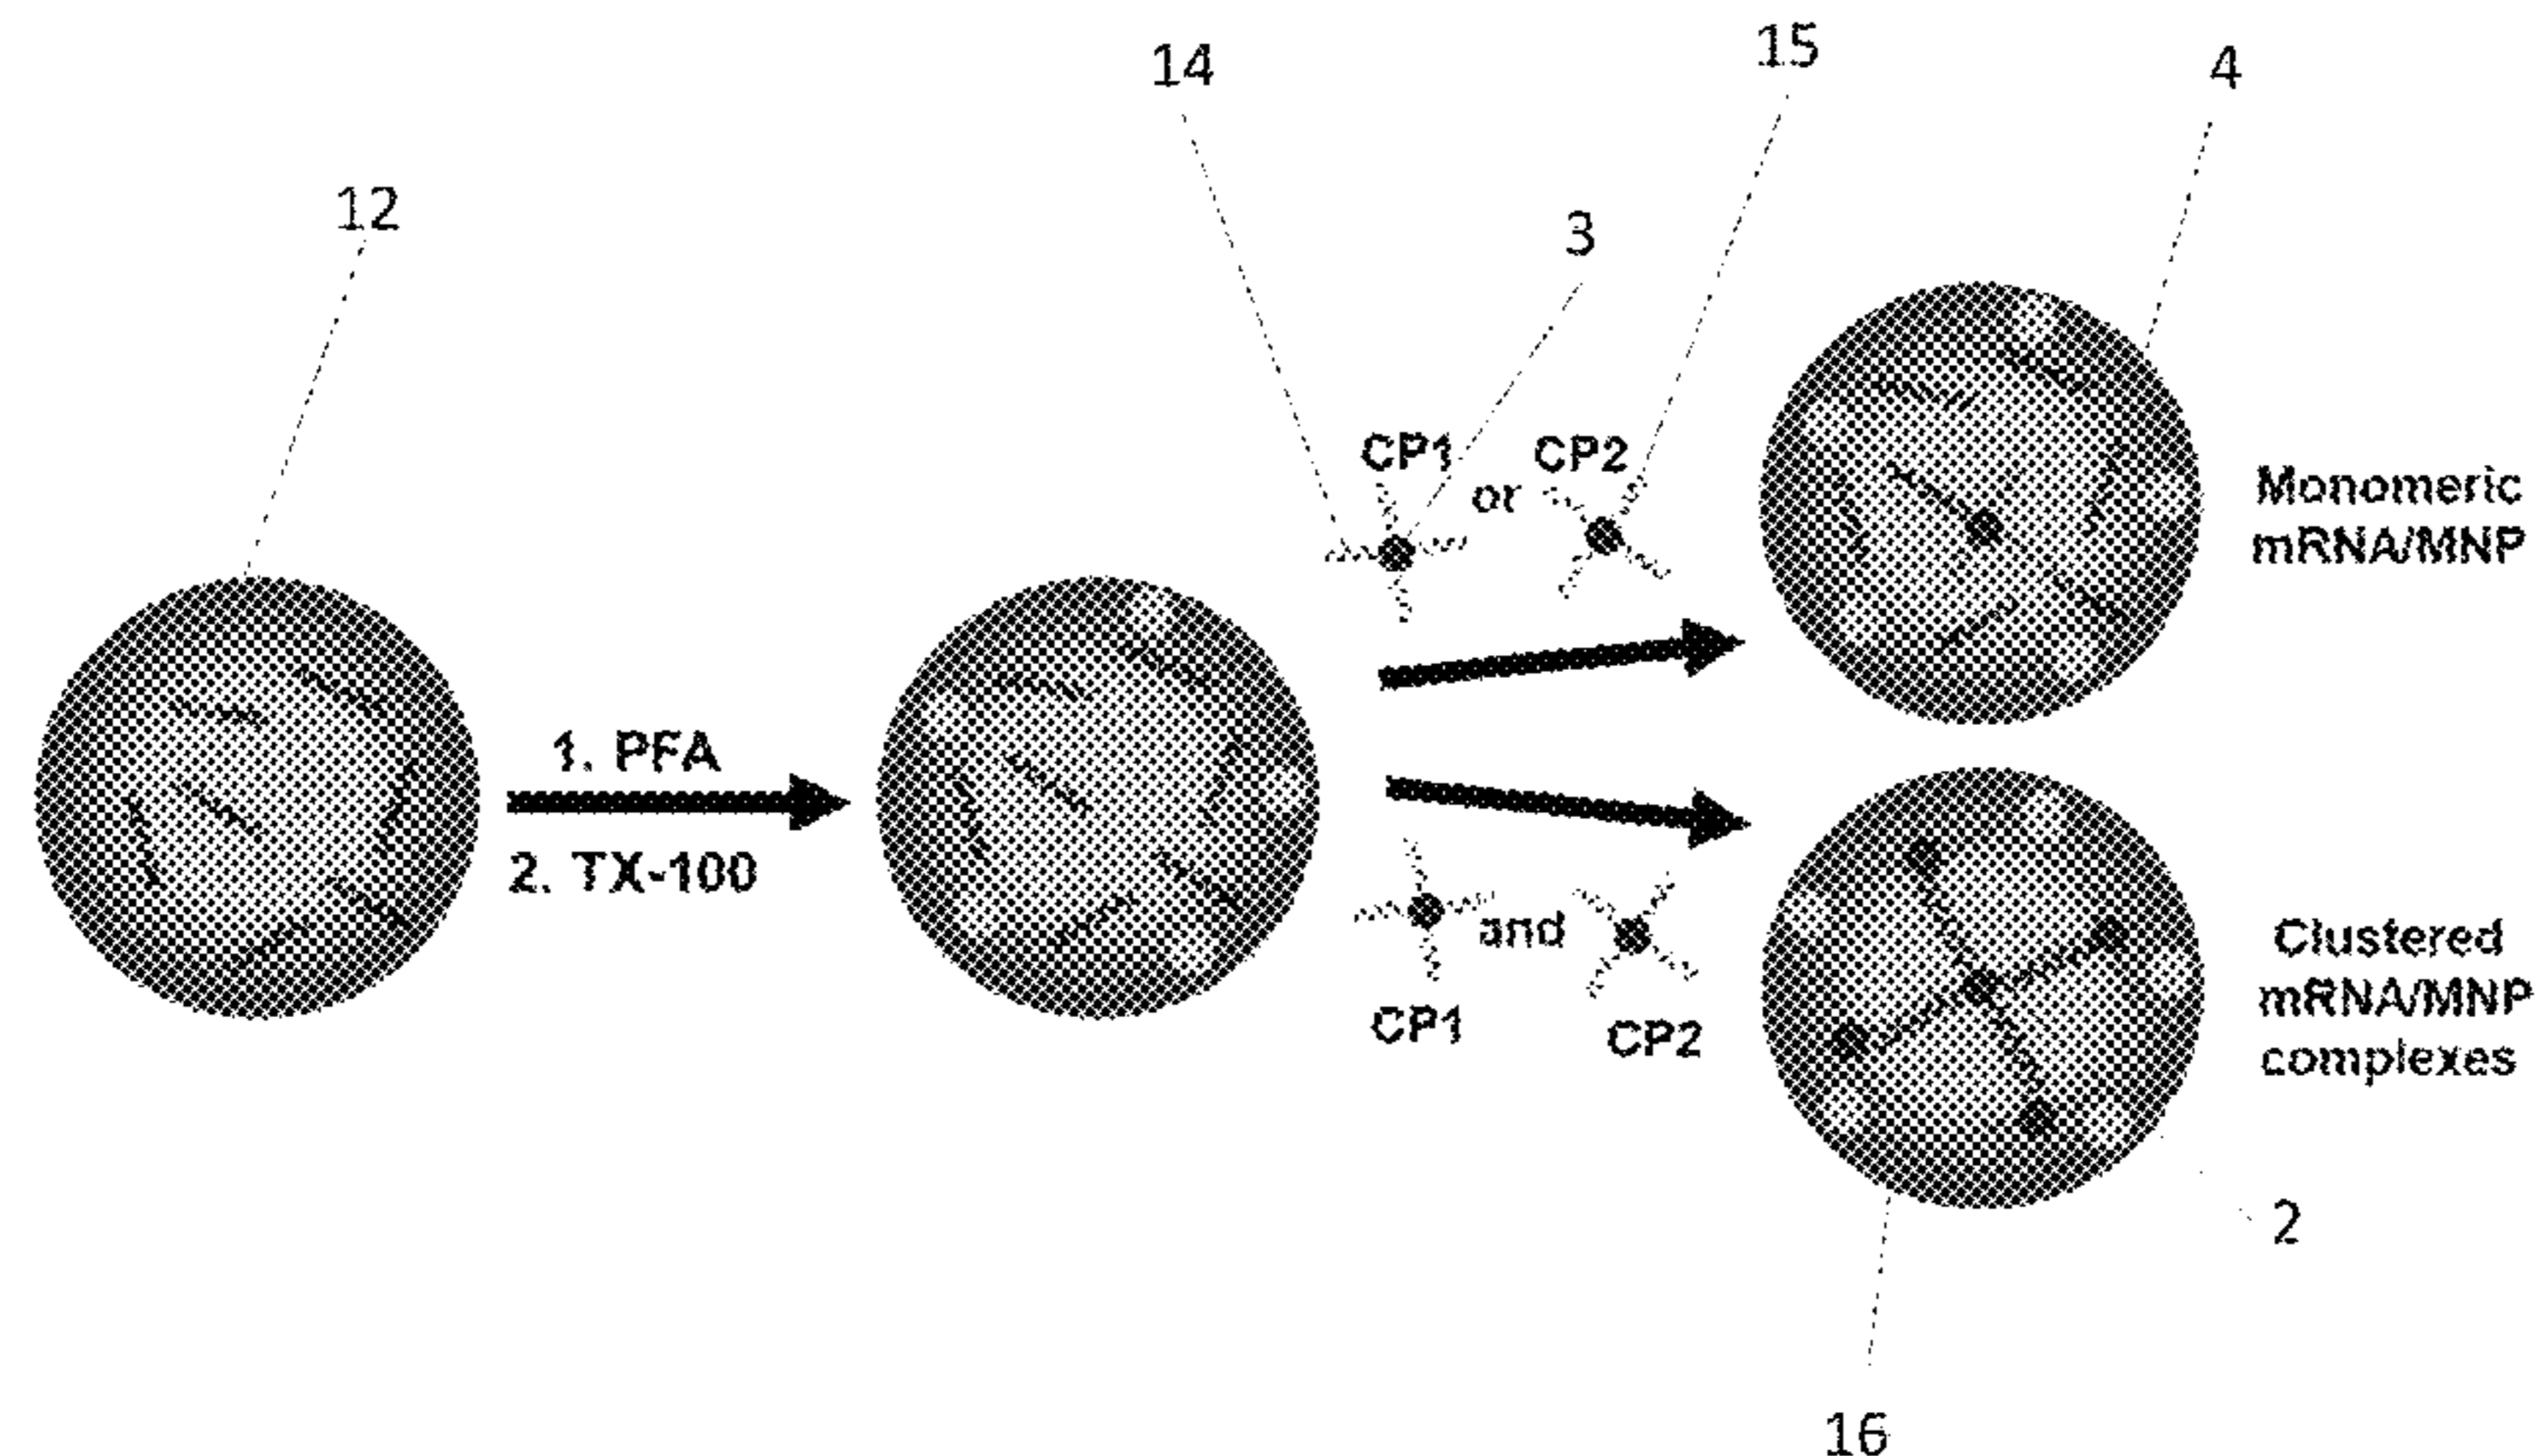 14
15
4
12
3
CP1
or
CP2
Monomeric
mRNA/MNP
1. PFA
2. TX-100
and
CP1
CP2
Clustered
mRNA/MNP
complexes
2
16